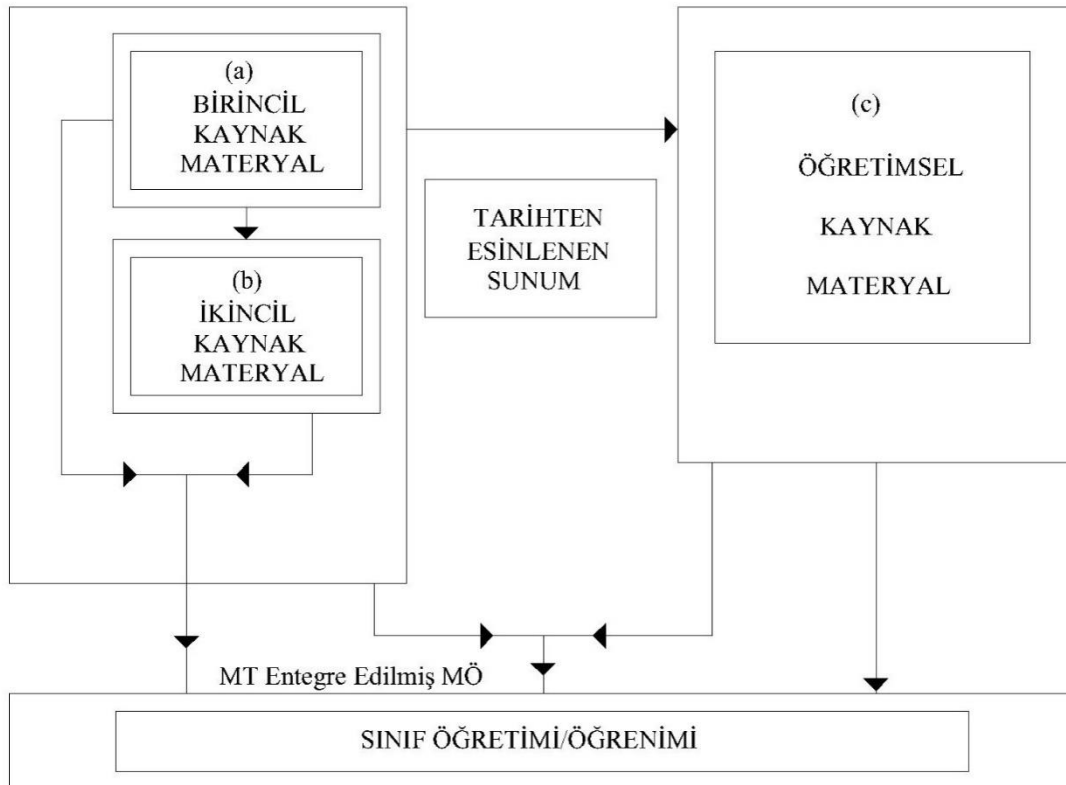 (a)
BİRİNCİL
KAYNAK
MATERYAL
(b)
İKİNCİL
KAYNAK
MATERYAL
TARİHTEN
ESİNLENEN
SUNUM
(c)
ÖĞRETİMSEL
KAYNAK
MATERYAL
MT Entegre Edilmiş MÖ
SINIF ÖĞRETİMİ/ÖĞRENİMİ